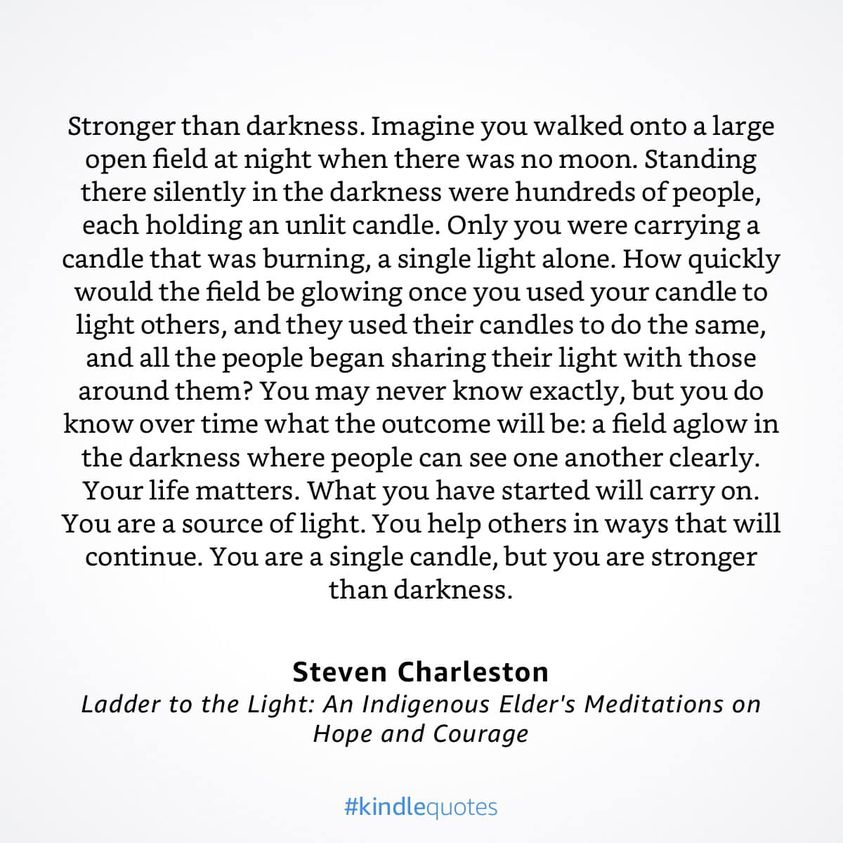 Stronger than darkness. Imagine you walked onto a large
open field at night when there was no moon. Standing
there silently in the darkness were hundreds of people,
each holding an unlit candle. Only you were carrying a
candle that was burning, a single light alone. How quickly
would the field be glowing once you used your candle to
light others, and they used their candles to do the same,
and all the people began sharing their light with those
around them? You may never know exactly, but you do
know over time what the outcome will be: a field aglow in
the darkness where people can see one another clearly.
Your life matters. What you have started will carry on.
You are a source of light. You help others in ways that will
continue. You are a single candle, but you are stronger
than darkness.
Steven Charleston
Ladder to the Light: An Indigenous Elder's Meditations on
Hope and Courage
#kindlequotes